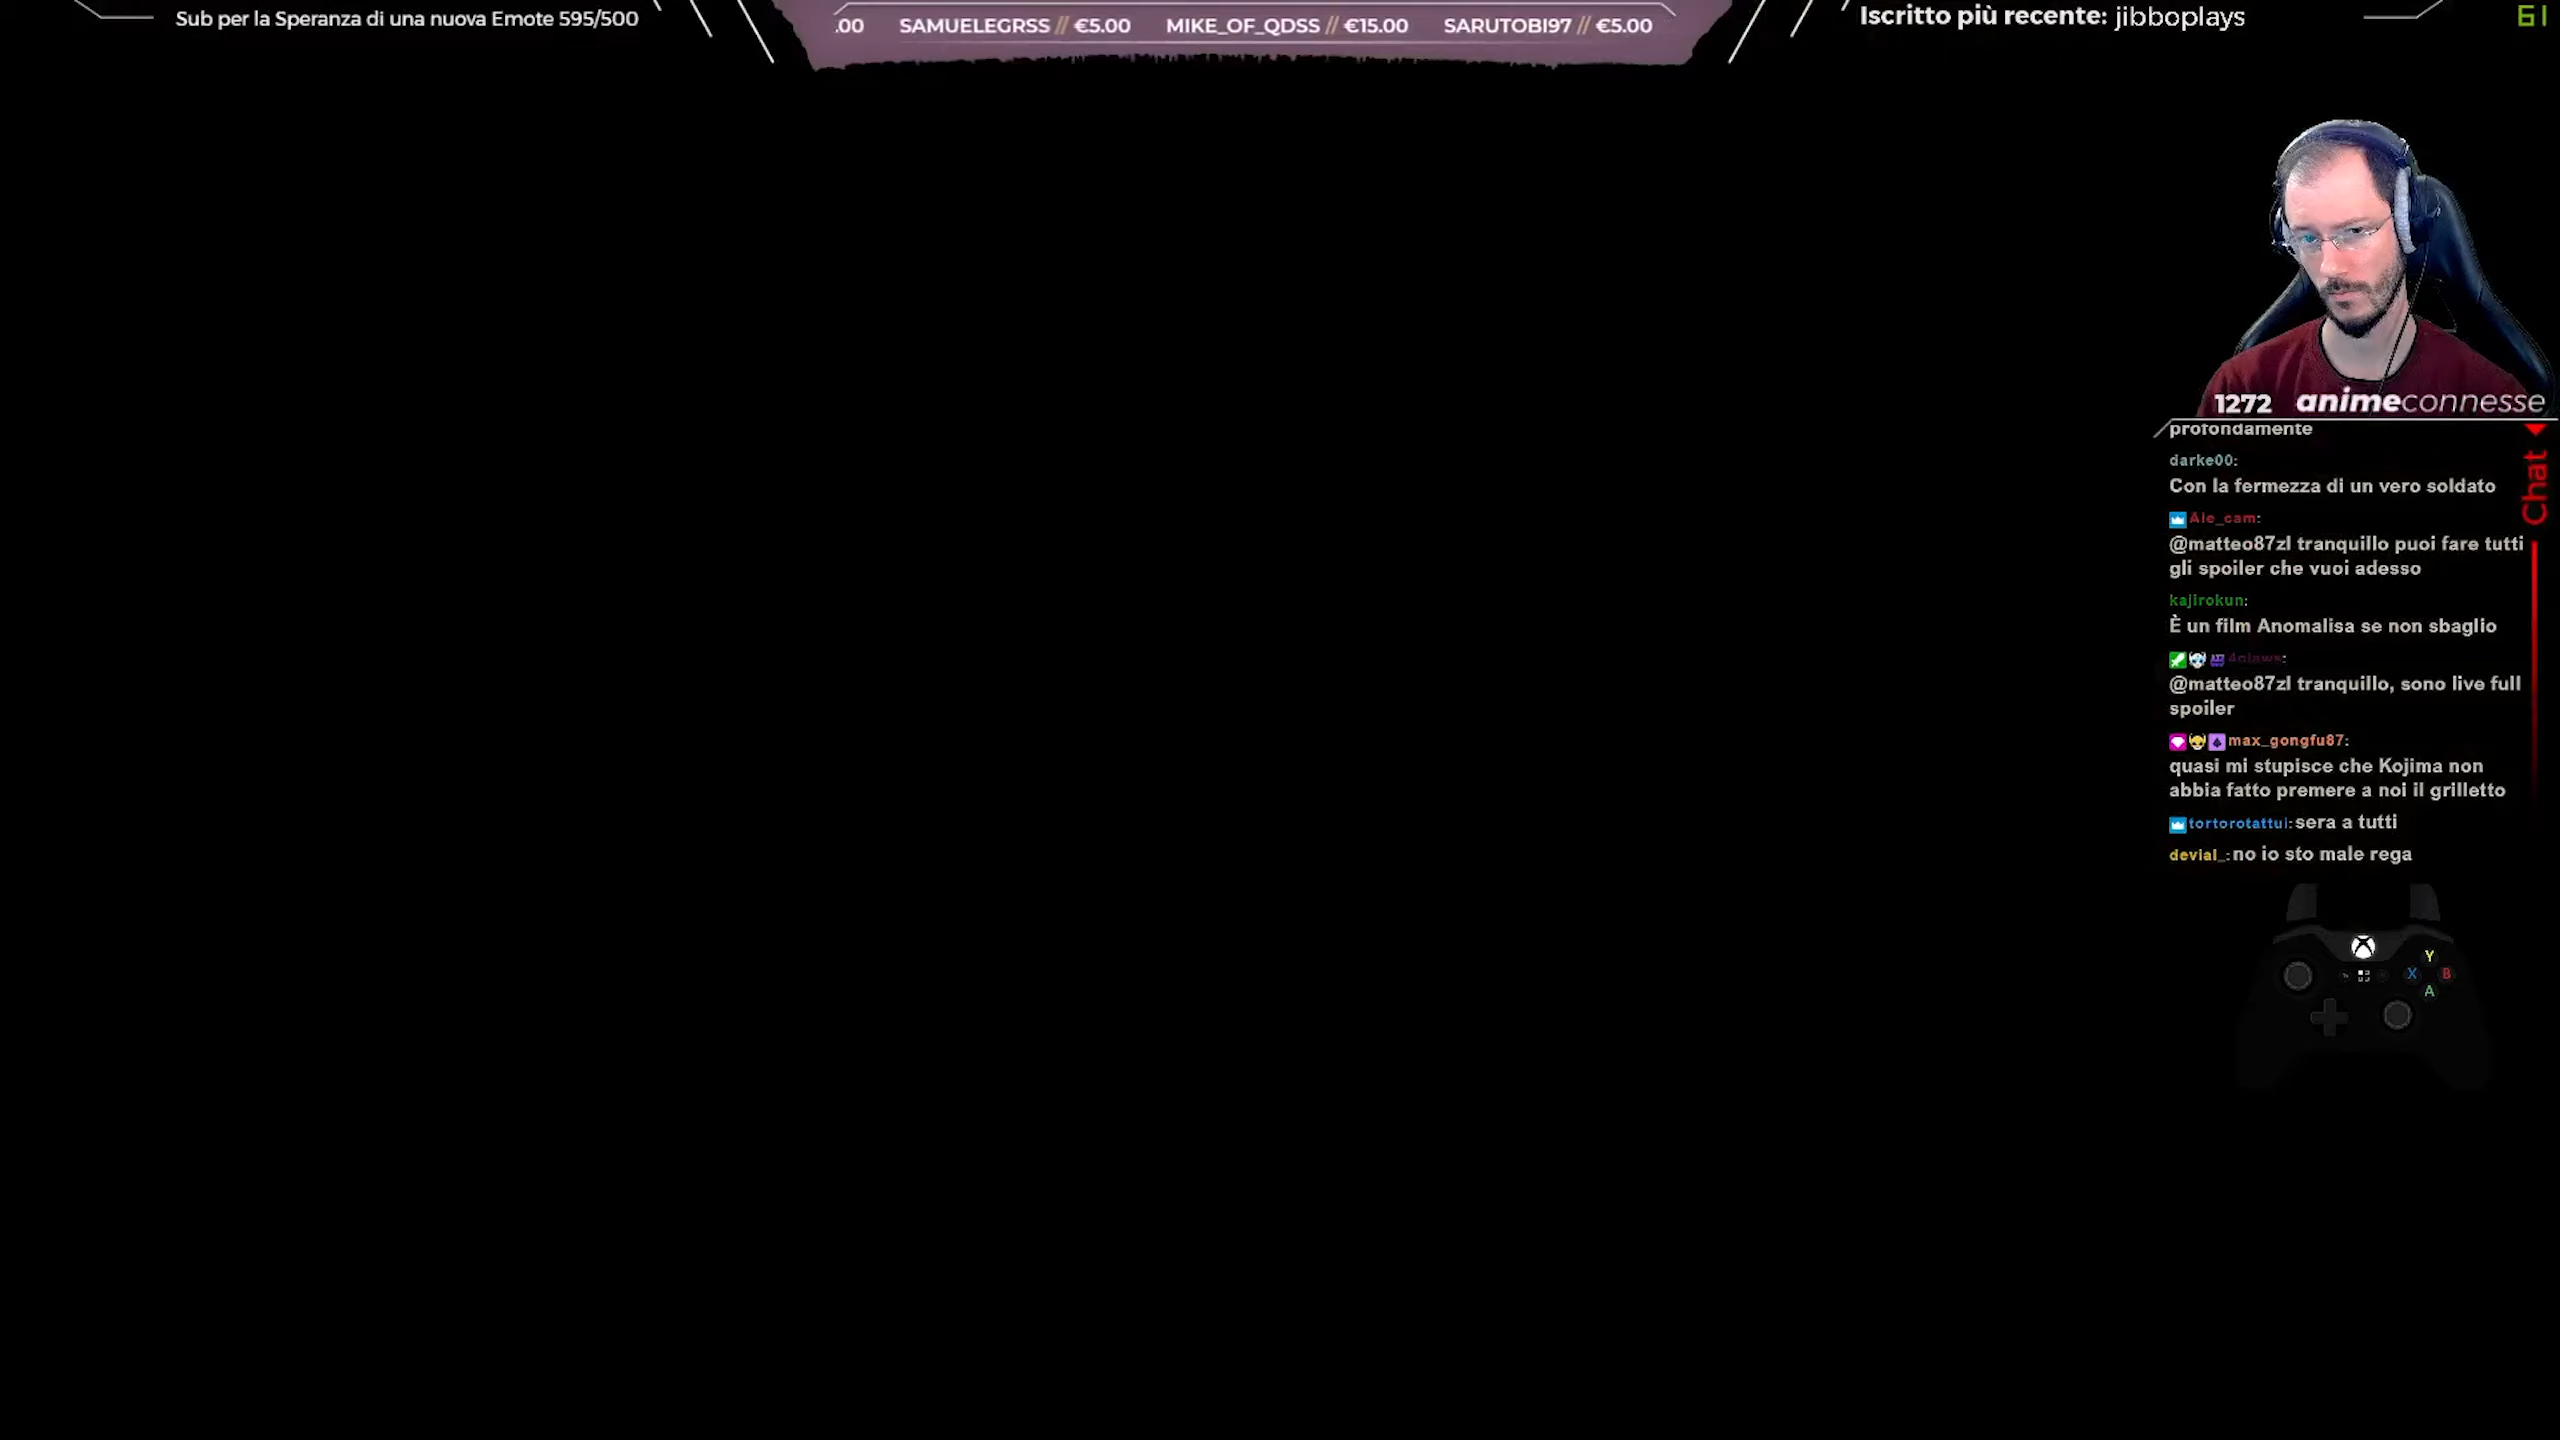 Sub per la Speranza di una nuova Emote 595/500
.00 SAMUELEGRSS // €5.00 MIKE_OF_QDSS // €15.00 SARUTOBI97 // €5.00
Iscritto più recente: jibboplays
61
1272 animeconnesse
Chat
profondamente
darke00:
Con la fermezza di un vero soldato
Ale_cam:
@matteo87zl tranquillo puoi fare tutti
gli spoiler che vuoi adesso
kajirokun:
È un film Anomalisa se non sbaglio
@matteo87zl tranquillo, sono live full
spoiler
max_gongfu87:
quasi mi stupisce che Kojima non
abbia fatto premere a noi il grilletto
tortorotattui: sera a tutti
devial_: no io sto male rega
Y
X B
A